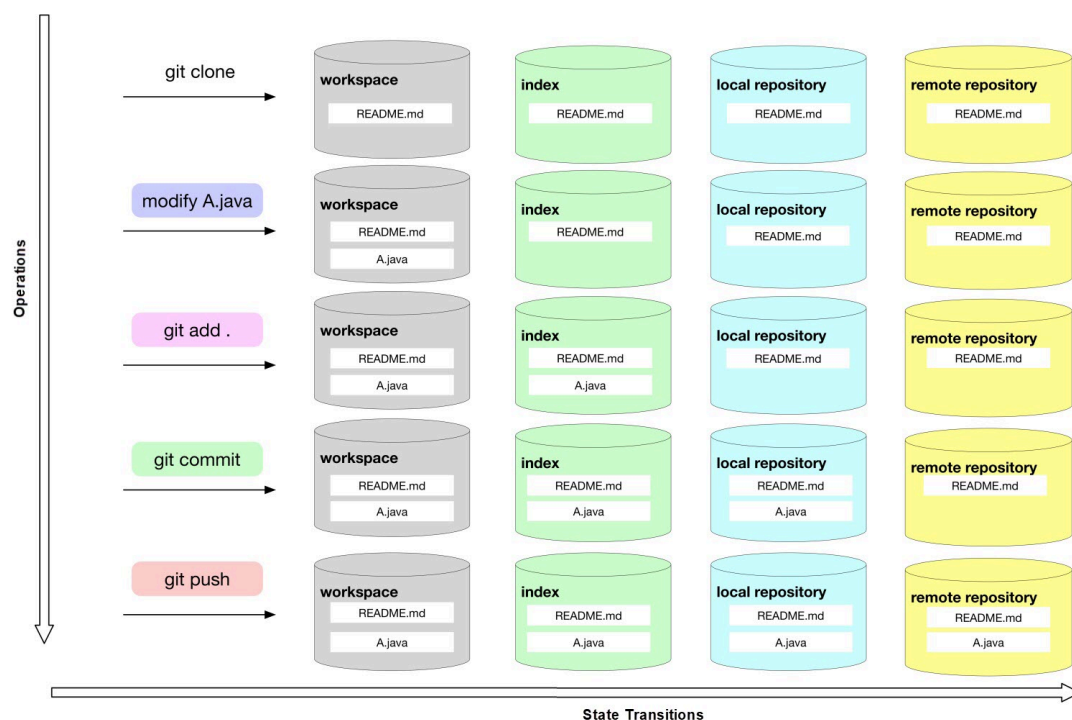 git clone
workspace
README.md
index
README.md
local repository
README.md
remote repository
README.md
modify A.java
workspace
README.md
A.java
index
README.md
local repository
README.md
remote repository
README.md
Operations
git add .
workspace
README.md
A.java
index
README.md
A.java
local repository
README.md
remote repository
README.md
git commit
workspace
README.md
A.java
index
README.md
A.java
local repository
README.md
A.java
remote repository
README.md
git push
workspace
README.md
A.java
index
README.md
A.java
local repository
README.md
A.java
remote repository
README.md
A.java
State Transitions